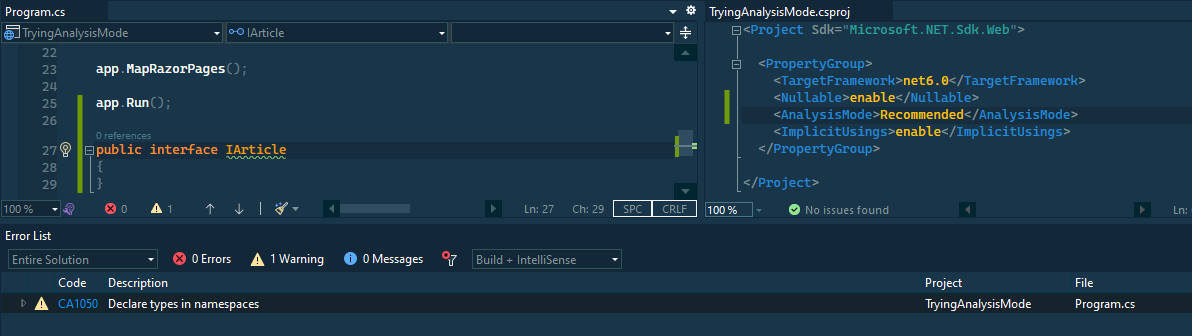 Program.cs
TryingAnalysisMode IArticle
22
23 app.MapRazorPages();
24
25 app.Run();
26
0 references
27 public interface IArticle
28 {
29 }
100 % 0 1 Ln: 27 Ch: 29 SPC CRLF
TryingAnalysisMode.csproj
<Project Sdk="Microsoft.NET.Sdk.Web">
<PropertyGroup>
<TargetFramework>net6.0</TargetFramework>
<Nullable>enable</Nullable>
<AnalysisMode>Recommended</AnalysisMode>
<ImplicitUsings>enable</ImplicitUsings>
</PropertyGroup>
</Project>
100 % No issues found Ln:
Error List
Entire Solution 0 Errors 1 Warning 0 Messages Build + IntelliSense
Code Description Project File
CA1050 Declare types in namespaces TryingAnalysisMode Program.cs